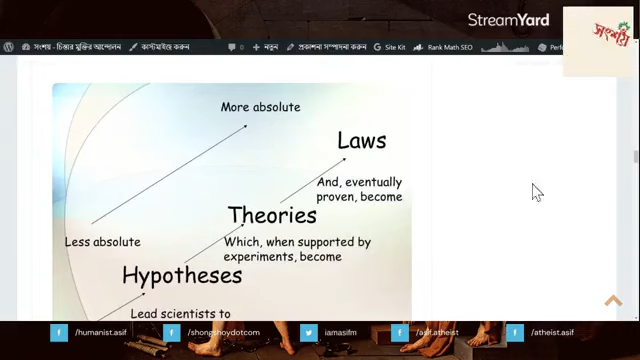 StreamYard
সংশয়
সংশয় - চিন্তার মুক্তির আন্দোলন
কাস্টমাইজ করুন
0
নতুন
প্রকাশনা সম্পাদনা করুন
Site Kit
Rank Math SEO
More absolute
Laws
And, eventually
proven, become
Theories
Less absolute
Which, when supported by
experiments, become
Hypotheses
Lead scientists to
/humanist.asif
/shongshoydotcom
iamasifm
/asif.atheist
/atheist.asif